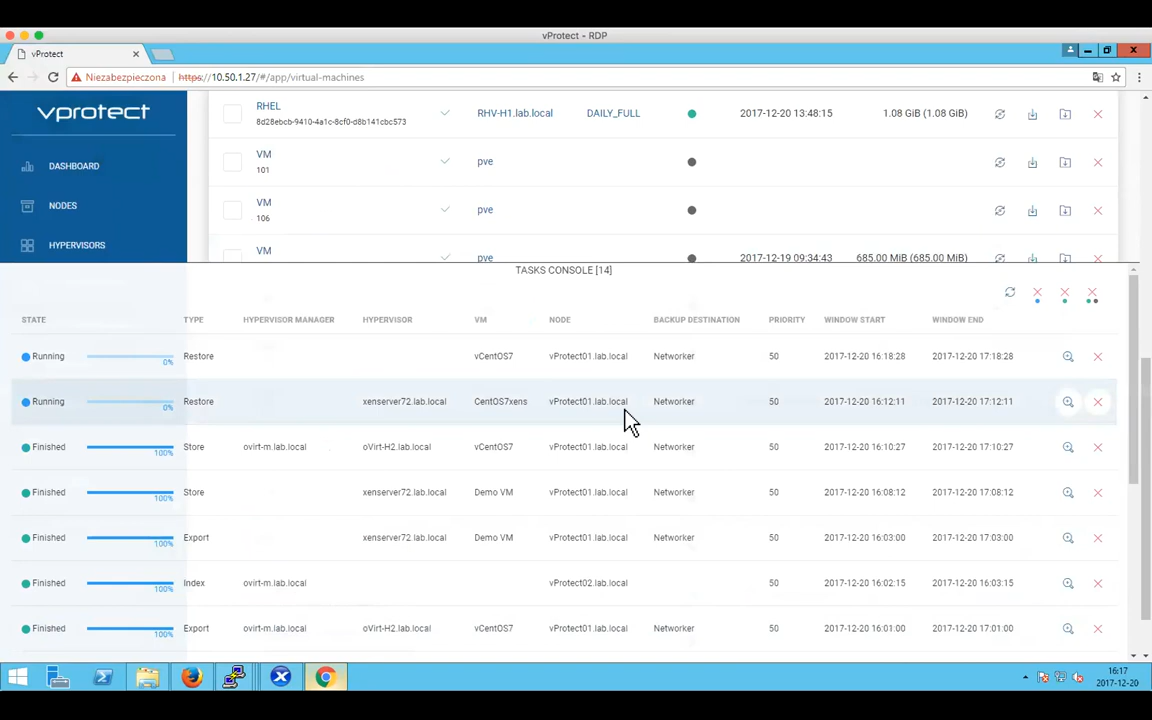 vProtect - RDP
vProtect
Niezabezpieczona https://10.50.1.27/#/app/virtual-machines
vprotect
DASHBOARD
NODES
HYPERVISORS
RHEL
8d28ebcb-9410-4a1c-8cf0-d8b141cbc573
RHV-H1.lab.local DAILY_FULL 2017-12-20 13:48:15 1.08 GiB (1.08 GiB)
VM
101
pve
VM
106
pve
VM
pve 2017-12-19 09:34:43 685.00 MiB (685.00 MiB)
TASKS CONSOLE [14]
STATE TYPE HYPERVISOR MANAGER HYPERVISOR VM NODE BACKUP DESTINATION PRIORITY WINDOW START WINDOW END
Running 0% Restore vCentOS7 vProtect01.lab.local Networker 50 2017-12-20 16:18:28 2017-12-20 17:18:28
Running 0% Restore xenserver72.lab.local CentOS7xens vProtect01.lab.local Networker 50 2017-12-20 16:12:11 2017-12-20 17:12:11
Finished 100% Store ovirt-m.lab.local oVirt-H2.lab.local vCentOS7 vProtect01.lab.local Networker 50 2017-12-20 16:10:27 2017-12-20 17:10:27
Finished 100% Store xenserver72.lab.local Demo VM vProtect01.lab.local Networker 50 2017-12-20 16:08:12 2017-12-20 17:08:12
Finished 100% Export xenserver72.lab.local Demo VM vProtect01.lab.local Networker 50 2017-12-20 16:03:00 2017-12-20 17:03:00
Finished 100% Index ovirt-m.lab.local vProtect02.lab.local 50 2017-12-20 16:02:15 2017-12-20 16:03:15
Finished 100% Export ovirt-m.lab.local oVirt-H2.lab.local vCentOS7 vProtect01.lab.local Networker 50 2017-12-20 16:01:00 2017-12-20 17:01:00
16:17
2017-12-20